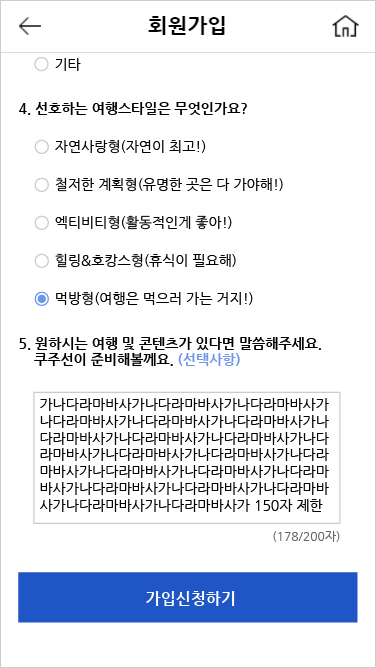 회원가입
기타
4. 선호하는 여행스타일은 무엇인가요?
자연사랑형(자연이 최고!)
철저한 계획형(유명한 곳은 다 가야해!)
엑티비티형(활동적인게 좋아!)
힐링&호캉스형(휴식이 필요해)
먹방형(여행은 먹으러 가는 거지!)
5. 원하시는 여행 및 콘텐츠가 있다면 말씀해주세요.
쿠주선이 준비해볼께요. (선택사항)
가나다라마바사가나다라마바사가나다라마바사가
나다라마바사가나다라마바사가나다라마바사가나
다라마바사가나다라마바사가나다라마바사가나다
라마바사가나다라마바사가나다라마바사가나다라
마바사가나다라마바사가나다라마바사가나다라마
바사가나다라마바사가나다라마바사가나다라마바
사가나다라마바사가나다라마바사가 150자 제한
(178/200자)
가입신청하기